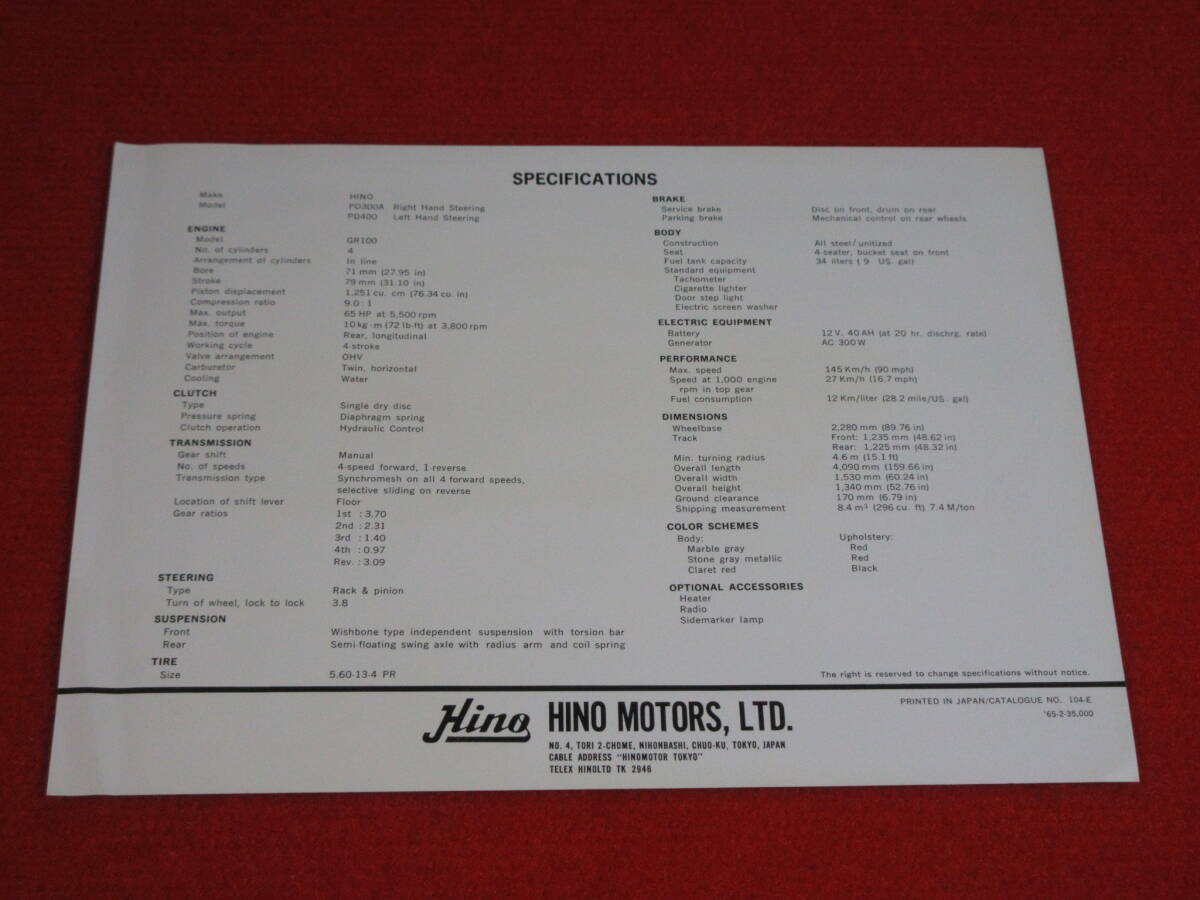 SPECIFICATIONS
Make HINO
Model PD300A Right Hand Steering
PD400 Left Hand Steering
ENGINE
Model GR100
No. of cylinders 4
Arrangement of cylinders In line
Bore 71 mm (27.95 in)
Stroke 79 mm (31.10 in)
Piston displacement 1,251 cu. cm (76.34 cu. in)
Compression ratio 9.0 : 1
Max. output 65 HP at 5,500 rpm
Max. torque 10 kg·m (72 lb-ft) at 3,800 rpm
Position of engine Rear, longitudinal
Working cycle 4-stroke
Valve arrangement OHV
Carburetor Twin, horizontal
Cooling Water
CLUTCH
Type Single dry disc
Pressure spring Diaphragm spring
Clutch operation Hydraulic Control
TRANSMISSION
Gear shift Manual
No. of speeds 4-speed forward, 1-reverse
Transmission type Synchromesh on all 4 forward speeds,
selective sliding on reverse
Location of shift lever Floor
Gear ratios 1st : 3.70
2nd : 2.31
3rd : 1.40
4th : 0.97
Rev. : 3.09
STEERING
Type Rack & pinion
Turn of wheel, lock to lock 3.8
SUSPENSION
Front Wishbone type independent suspension with torsion bar
Rear Semi-floating swing axle with radius arm and coil spring
TIRE
Size 5.60-13-4 PR
BRAKE
Service brake Disc on front, drum on rear
Parking brake Mechanical control on rear wheels
BODY
Construction All steel/unitized
Seat 4-seater, bucket seat on front
Fuel tank capacity 34 liters ( 9 US. gal)
Standard equipment
Tachometer
Cigarette lighter
Door step light
Electric screen washer
ELECTRIC EQUIPMENT
Battery 12 V. 40 AH (at 20 hr. dischrg. rate)
Generator AC 300 W
PERFORMANCE
Max. speed 145 Km/h (90 mph)
Speed at 1,000 engine 27 Km/h (16.7 mph)
rpm in top gear
Fuel consumption 12 Km/liter (28.2 mile/US. gal)
DIMENSIONS
Wheelbase 2,280 mm (89.76 in)
Track Front: 1,235 mm (48.62 in)
Rear: 1,225 mm (48.32 in)
Min. turning radius 4.6 m (15.1 ft)
Overall length 4,090 mm (159.66 in)
Overall width 1,530 mm (60.24 in)
Overall height 1,340 mm (52.76 in)
Ground clearance 170 mm (6.79 in)
Shipping measurement 8.4 m³ (296 cu. ft) 7.4 M/ton
COLOR SCHEMES
Body: Upholstery:
Marble gray Red
Stone gray metallic Red
Claret red Black
OPTIONAL ACCESSORIES
Heater
Radio
Sidemarker lamp
The right is reserved to change specifications without notice.
Hino HINO MOTORS, LTD.
NO. 4, TORI 2-CHOME, NIHONBASHI, CHUO-KU, TOKYO, JAPAN
CABLE ADDRESS "HINOMOTOR TOKYO"
TELEX HINOLTD TK 2946
PRINTED IN JAPAN/CATALOGUE NO. 104-E
'65-2-35,000